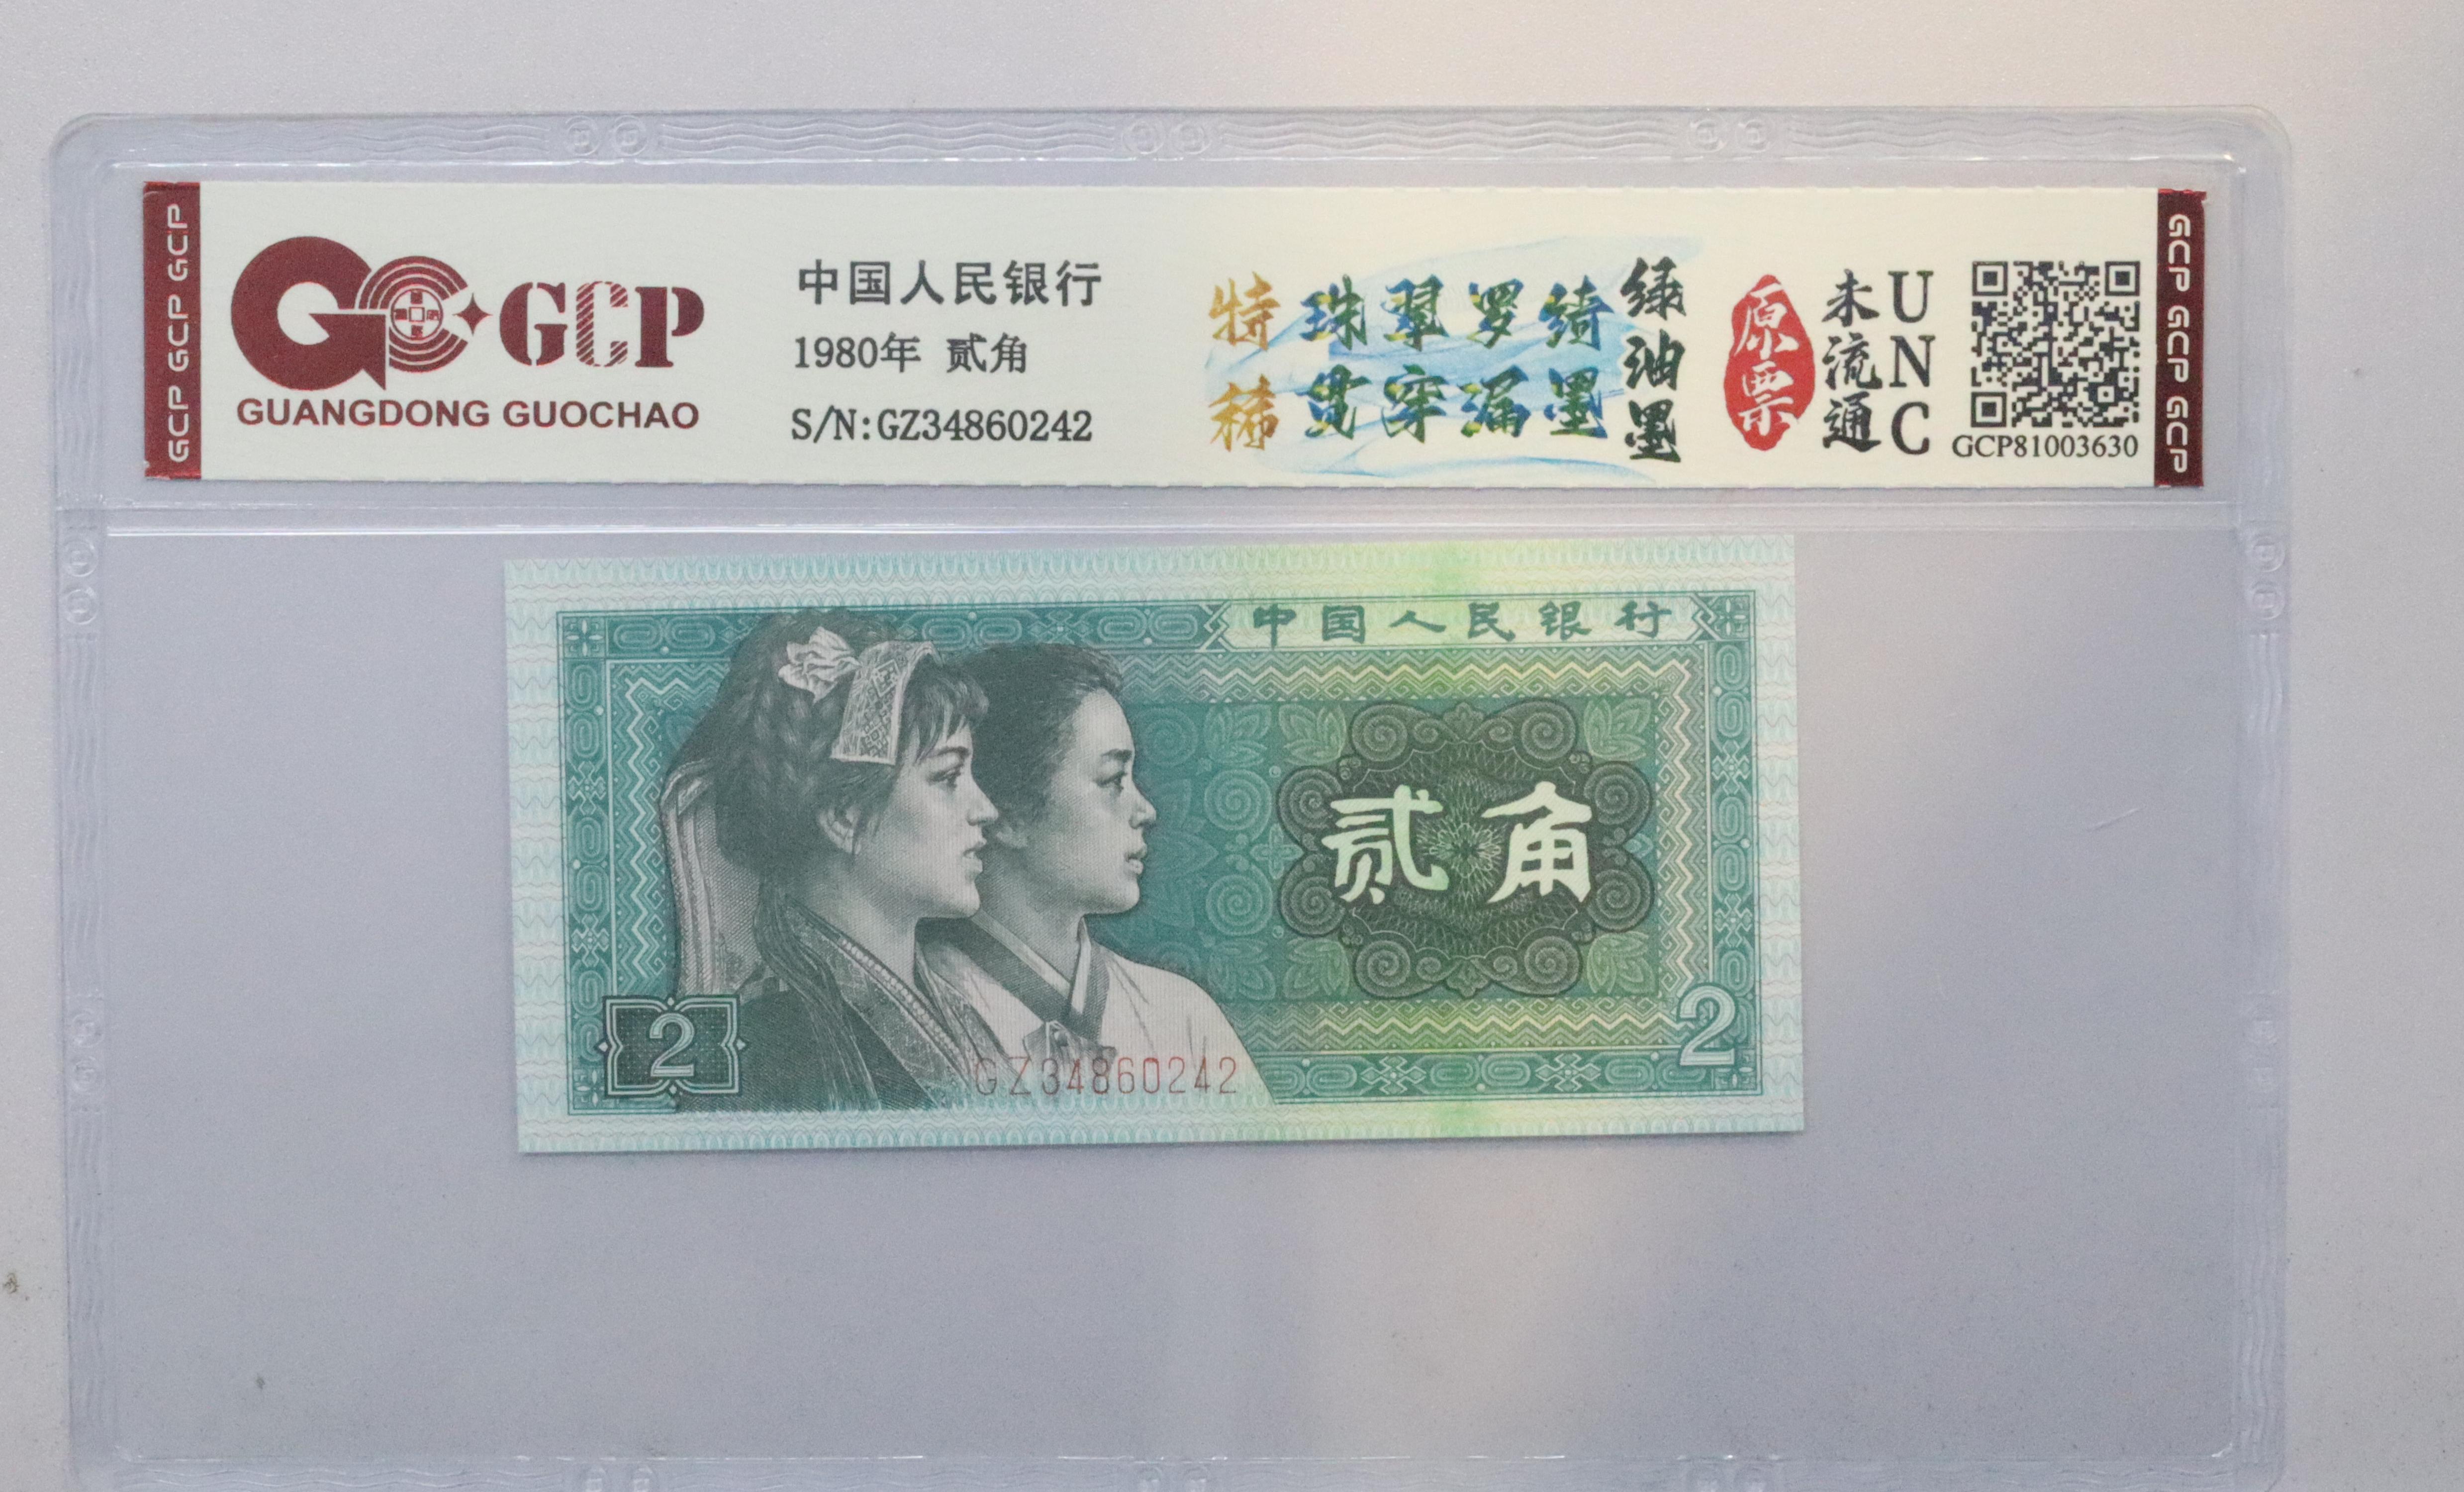 GCP GCP GCP
GCP
GUANGDONG GUOCHAO
中国人民银行
1980年 贰角
S/N:GZ34860242
特稀
珠翠罗绮
贯穿漏墨
绿油墨
原票
未流通
UNC
GCP81003630
GCP GCP GCP
中国人民银行
贰角
2
2
GZ34860242